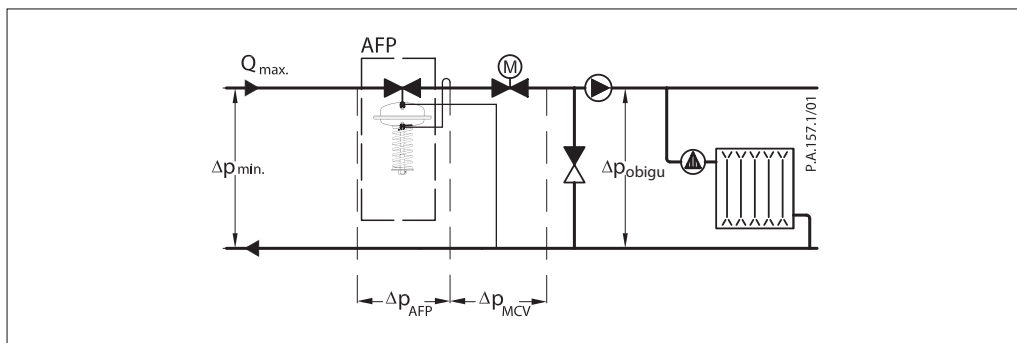 AFP
Q max.
M
Δp min.
Δp obigu
P.A.157.1/01
Δp AFP
Δp MCV